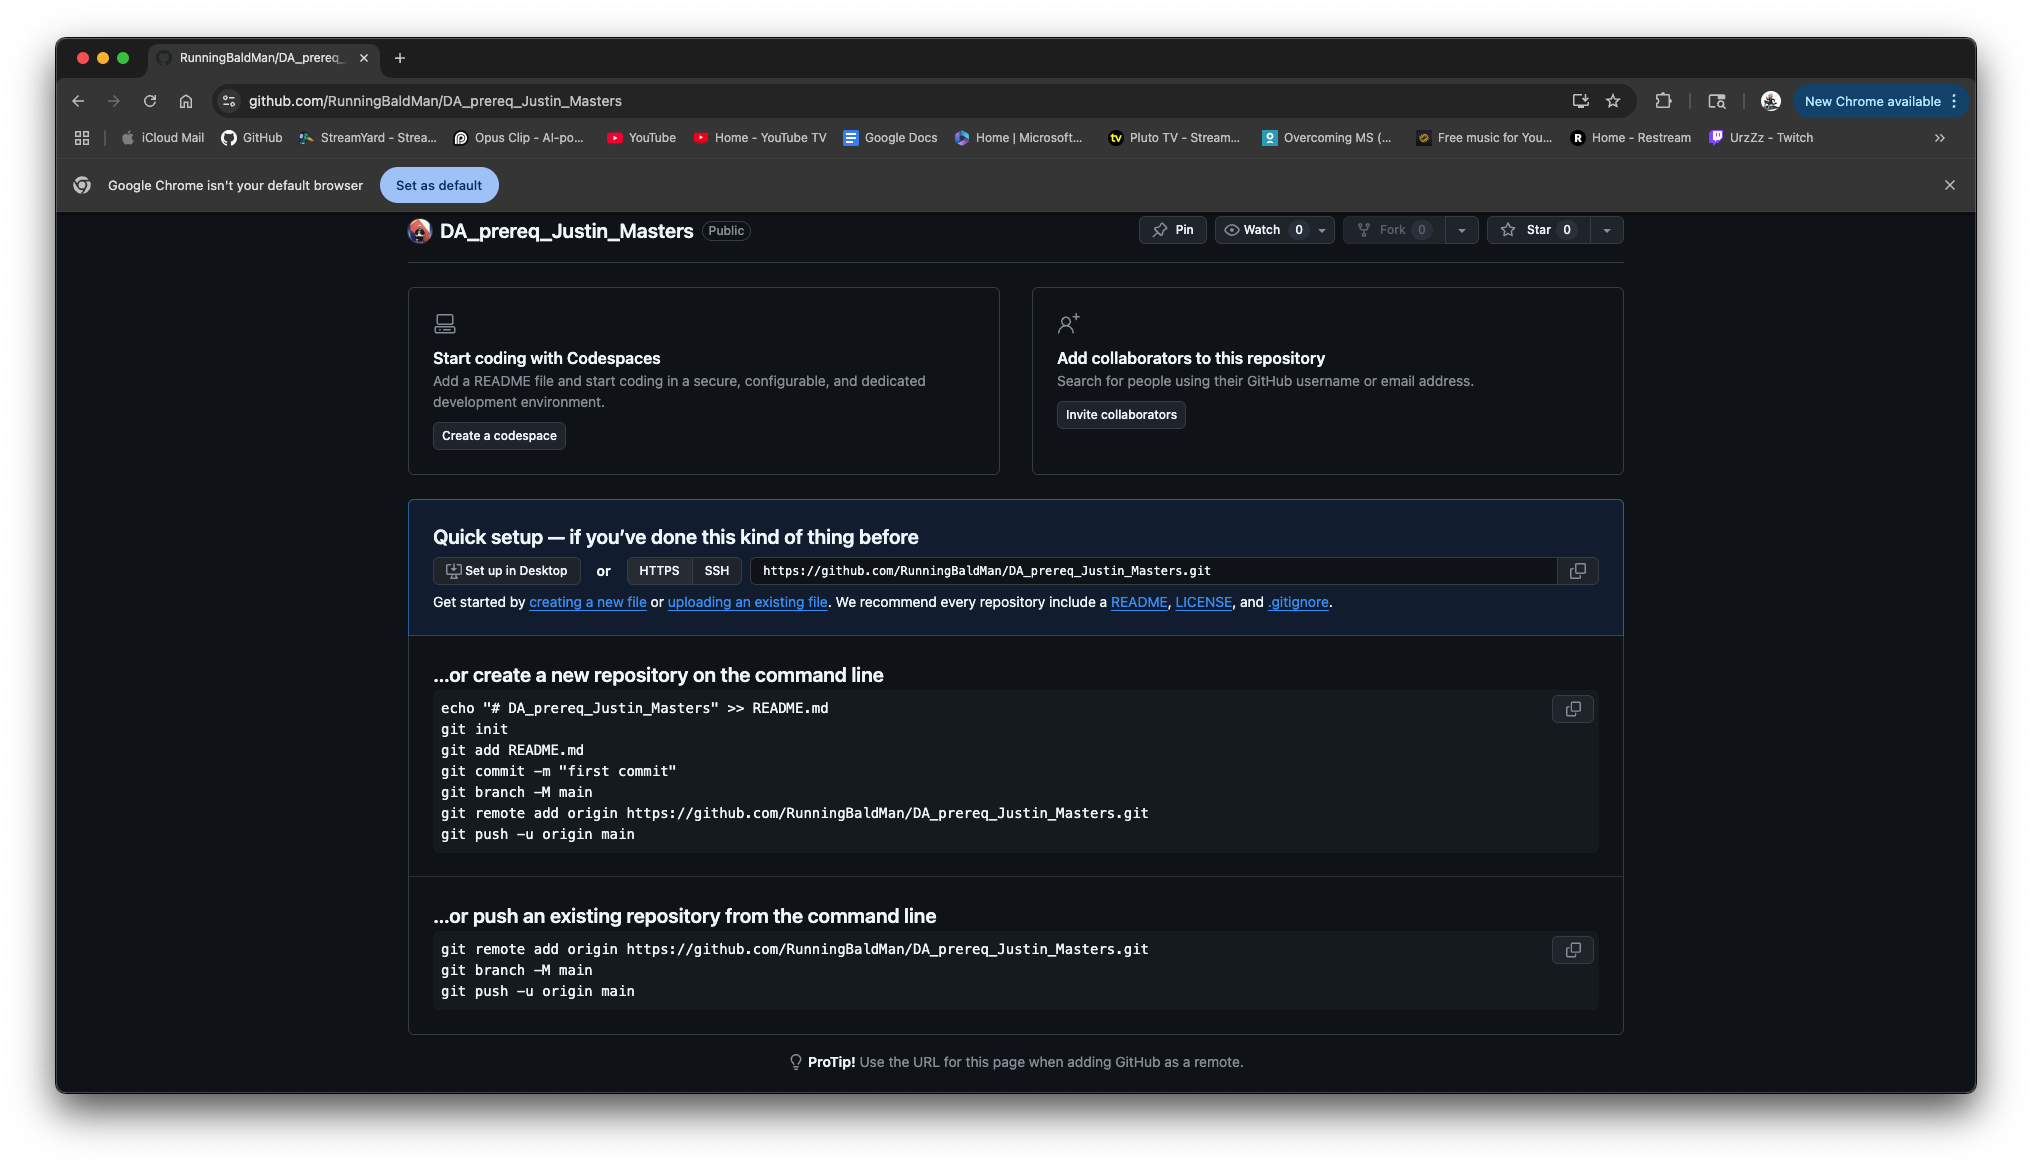 RunningBaldMan/DA_prereq_
github.com/RunningBaldMan/DA_prereq_Justin_Masters
New Chrome available
iCloud Mail
GitHub
StreamYard - Strea...
Opus Clip - AI-po...
YouTube
Home - YouTube TV
Google Docs
Home | Microsoft...
tv
Pluto TV - Stream...
Overcoming MS (...
Free music for You...
R
Home - Restream
UrzZz - Twitch
Google Chrome isn't your default browser
Set as default
DA_prereq_Justin_Masters
Public
Pin
Watch 0
Fork 0
Star 0
Start coding with Codespaces
Add a README file and start coding in a secure, configurable, and dedicated
development environment.
Create a codespace
Add collaborators to this repository
Search for people using their GitHub username or email address.
Invite collaborators
Quick setup — if you’ve done this kind of thing before
Set up in Desktop or HTTPS SSH https://github.com/RunningBaldMan/DA_prereq_Justin_Masters.git
Get started by creating a new file or uploading an existing file. We recommend every repository include a README, LICENSE, and .gitignore.
…or create a new repository on the command line
echo "# DA_prereq_Justin_Masters" >> README.md
git init
git add README.md
git commit -m "first commit"
git branch -M main
git remote add origin https://github.com/RunningBaldMan/DA_prereq_Justin_Masters.git
git push -u origin main
…or push an existing repository from the command line
git remote add origin https://github.com/RunningBaldMan/DA_prereq_Justin_Masters.git
git branch -M main
git push -u origin main
ProTip! Use the URL for this page when adding GitHub as a remote.